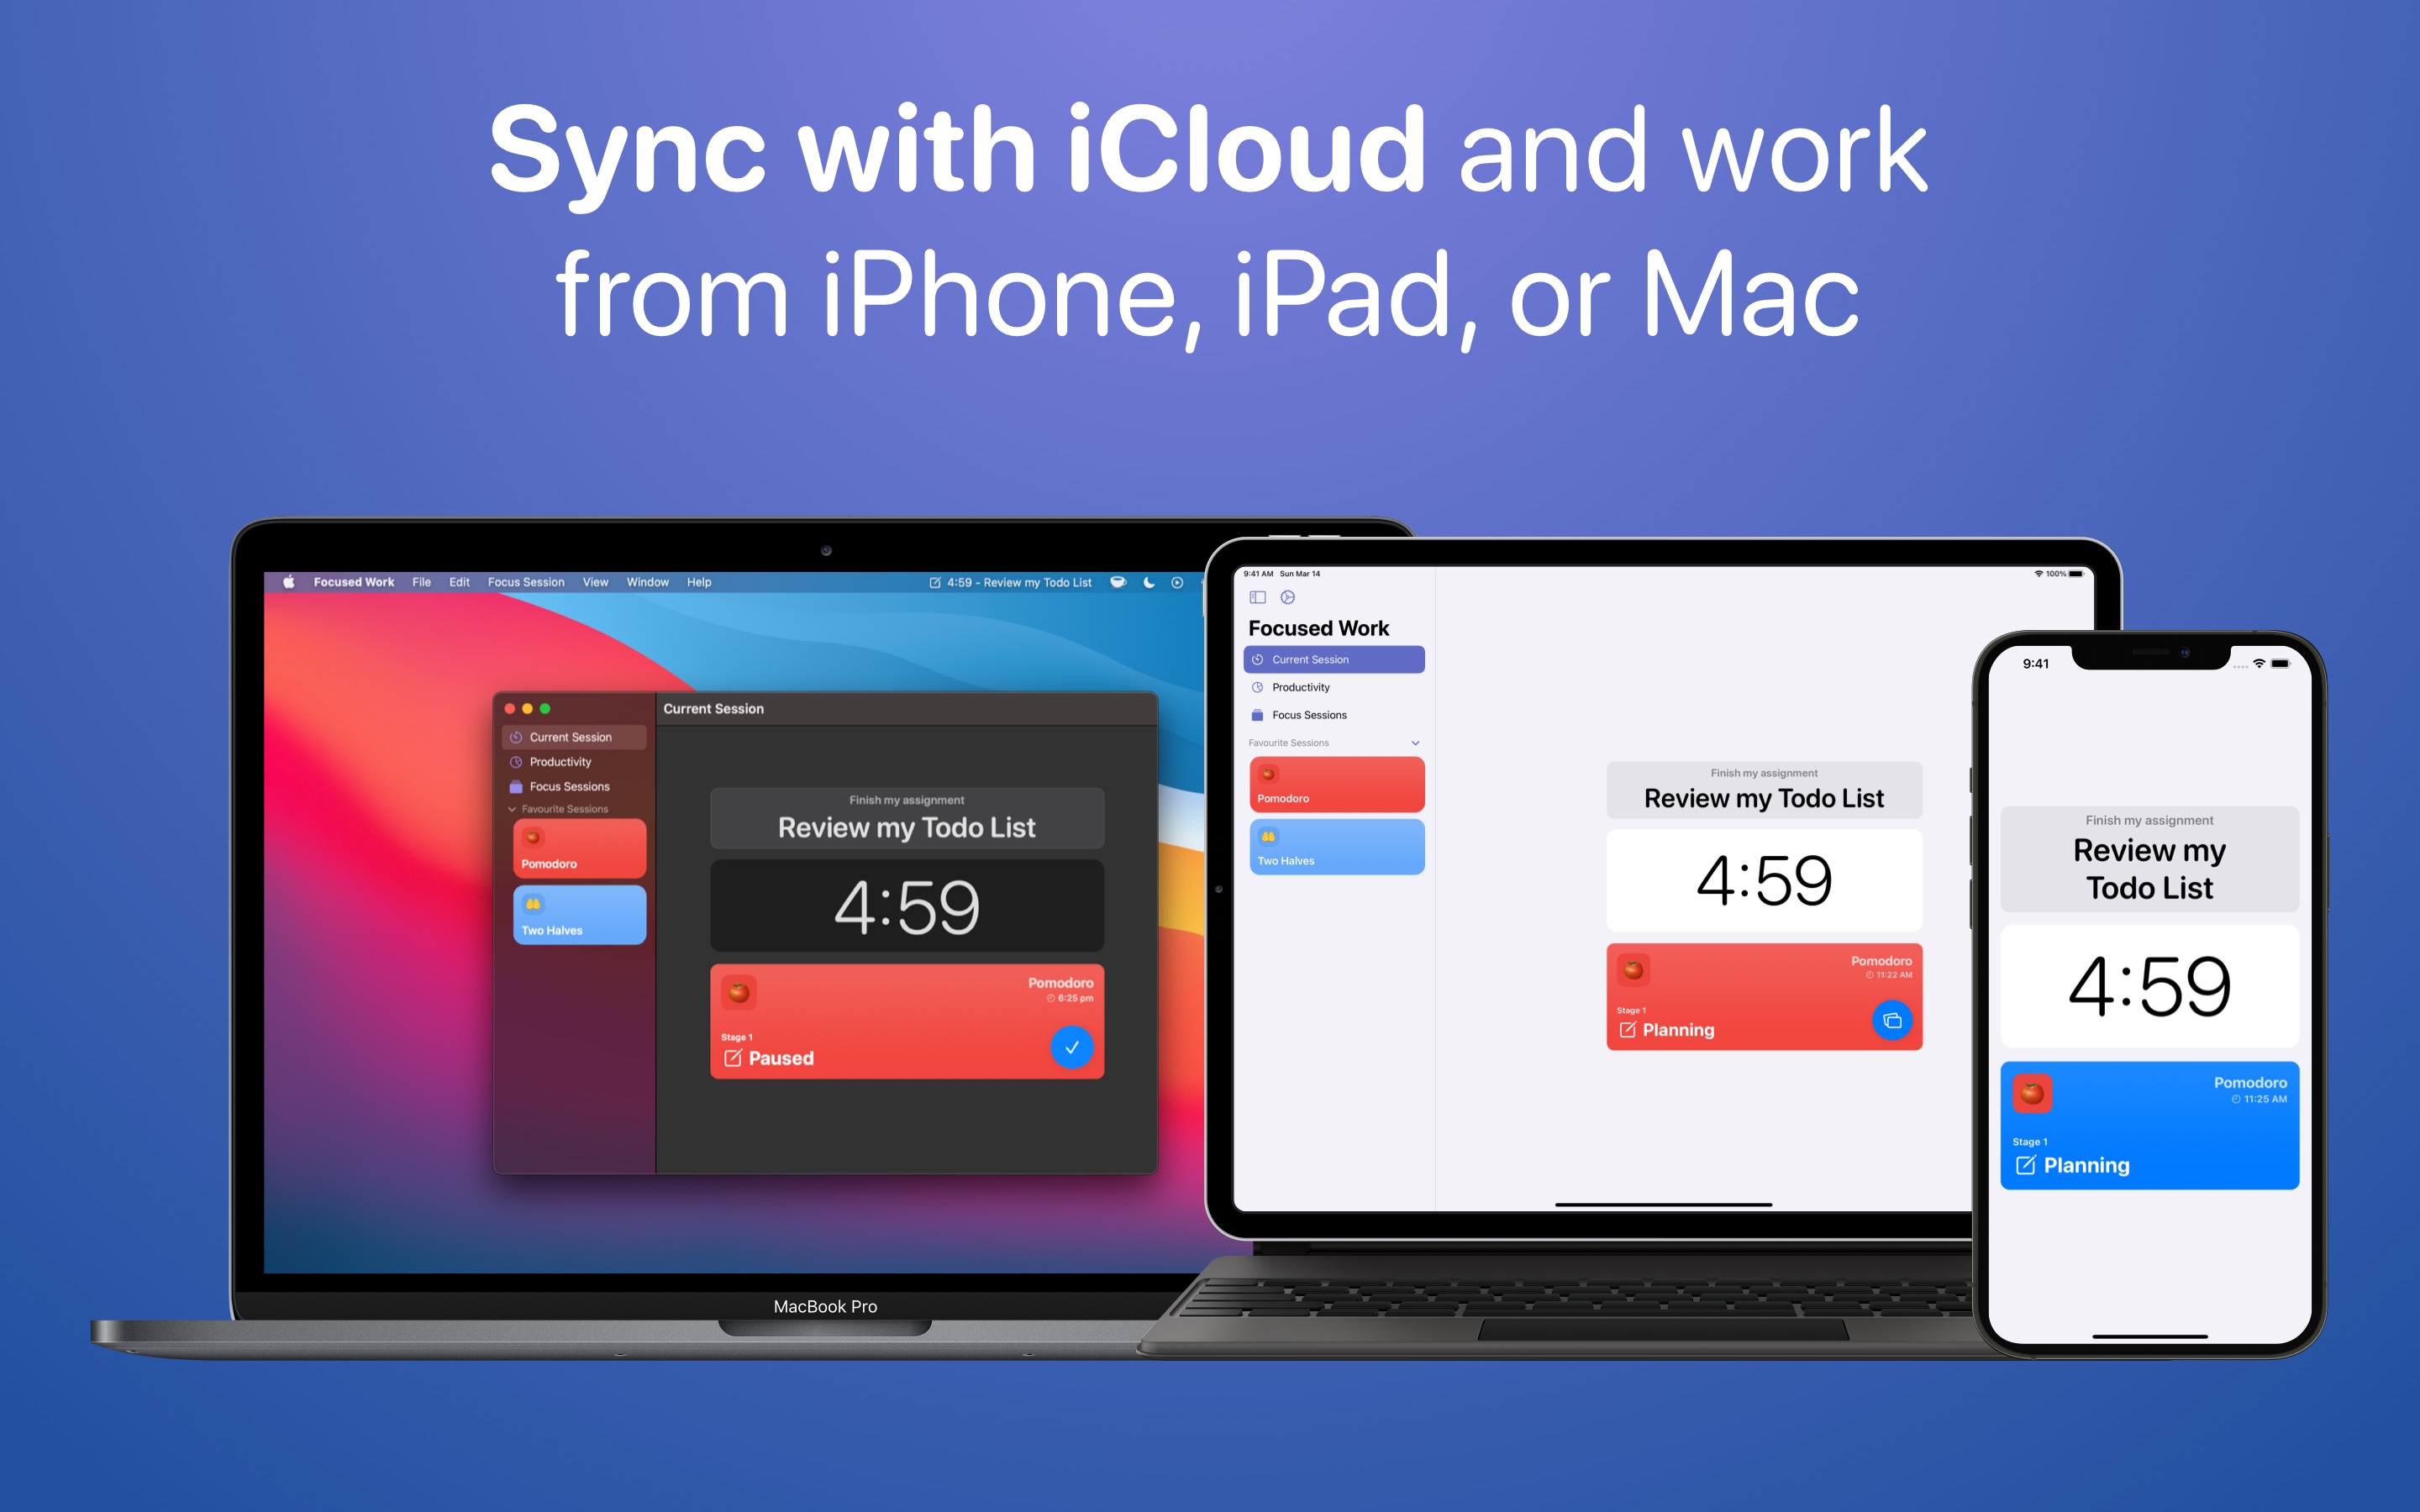 Sync with iCloud and work
from iPhone, iPad, or Mac
Focused Work File Edit Focus Session View Window Help 4:59 - Review my Todo List
Current Session
Current Session
Productivity
Focus Sessions
Favourite Sessions
Pomodoro
Two Halves
Finish my assignment
Review my Todo List
4:59
Pomodoro
6:25 pm
Stage 1
Paused
MacBook Pro
9:41 AM Sun Mar 14 100%
Focused Work
Current Session
Productivity
Focus Sessions
Favourite Sessions
Pomodoro
Two Halves
Finish my assignment
Review my Todo List
4:59
Pomodoro
11:22 AM
Stage 1
Planning
9:41
Finish my assignment
Review my
Todo List
4:59
Pomodoro
11:25 AM
Stage 1
Planning